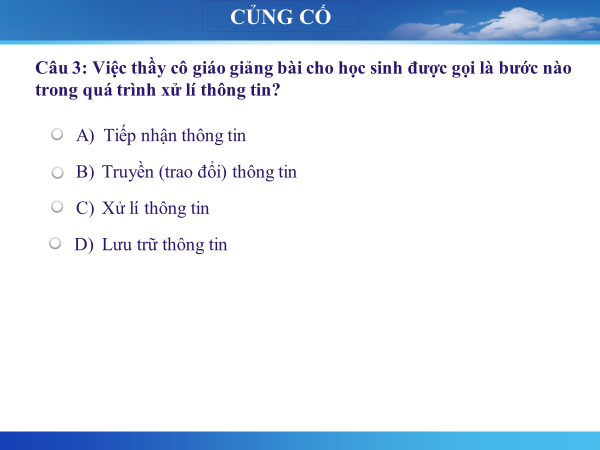 CỦNG CỐ
Câu 3: Việc thầy cô giáo giảng bài cho học sinh được gọi là bước nào
trong quá trình xử lí thông tin?
A) Tiếp nhận thông tin
B) Truyền (trao đổi) thông tin
C) Xử lí thông tin
D) Lưu trữ thông tin